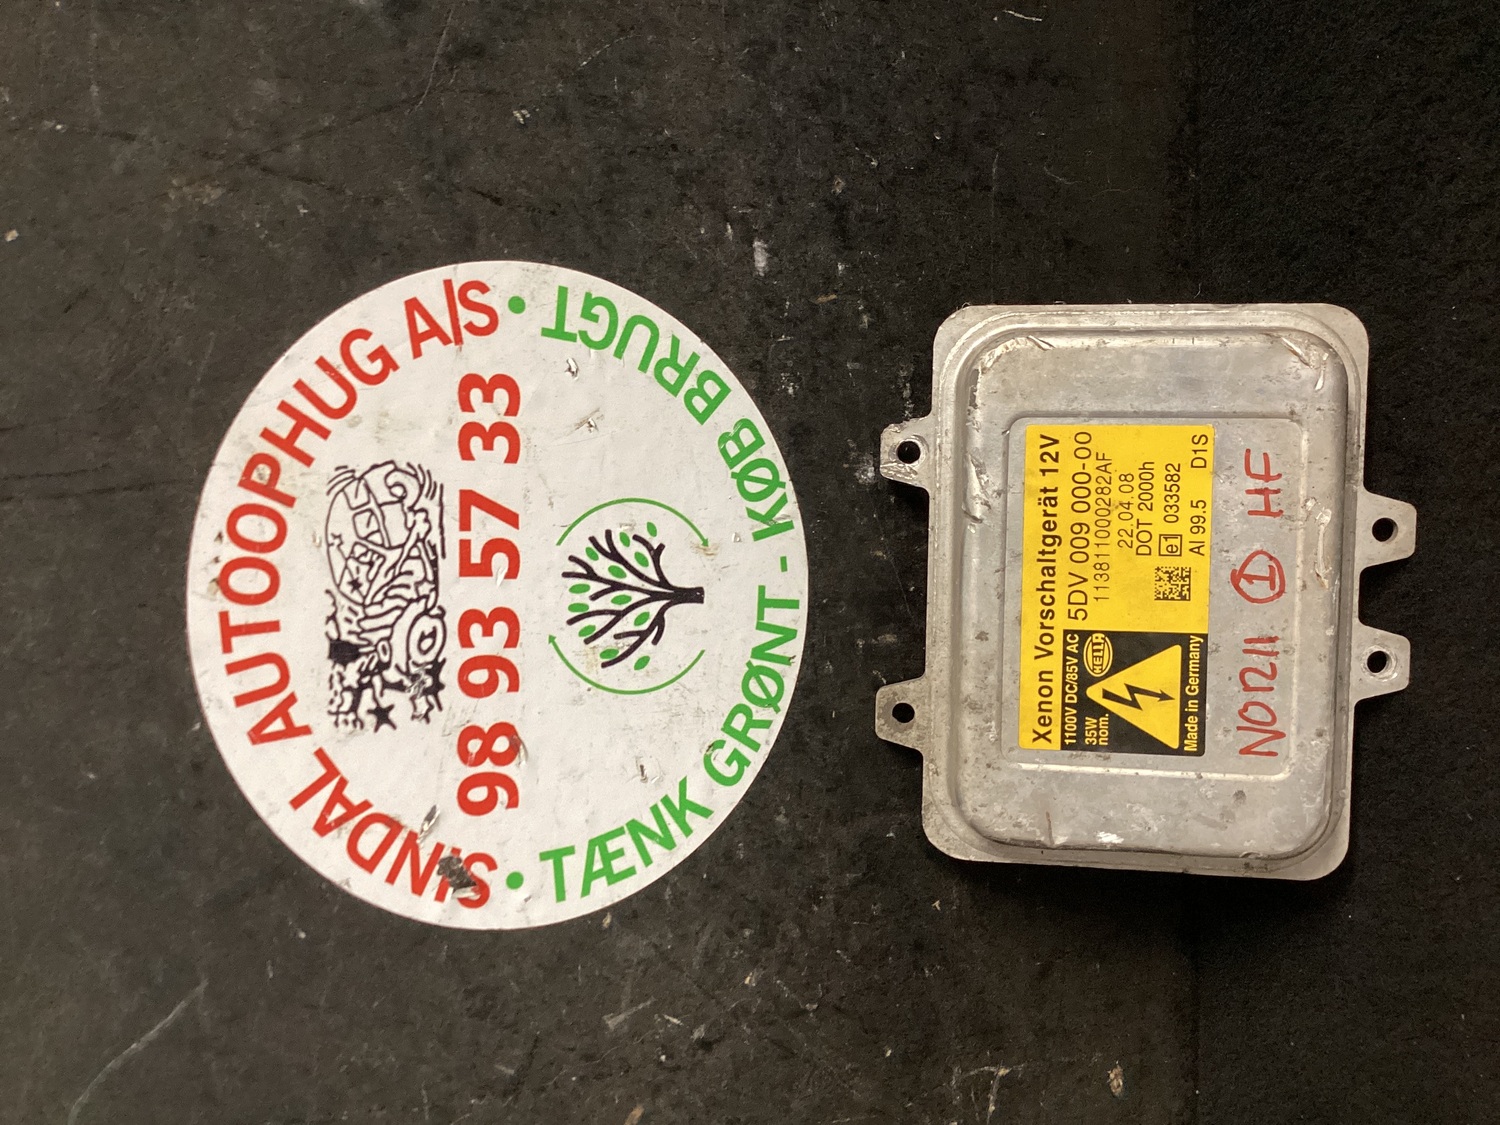 SINDAL AUTOOPHUG A/S
98 93 57 33
• TÆNK GRØNT - KØB BRUGT •
Xenon Vorschaltgerät 12V
1100V DC/85V AC
35W
nom.
HELLA
Made in Germany
5DV 009 000-00
1138110002 82AF
22.04.08
DOT 2000h
e1 033582
AI 99.5 D1S
NO1211 1 HF